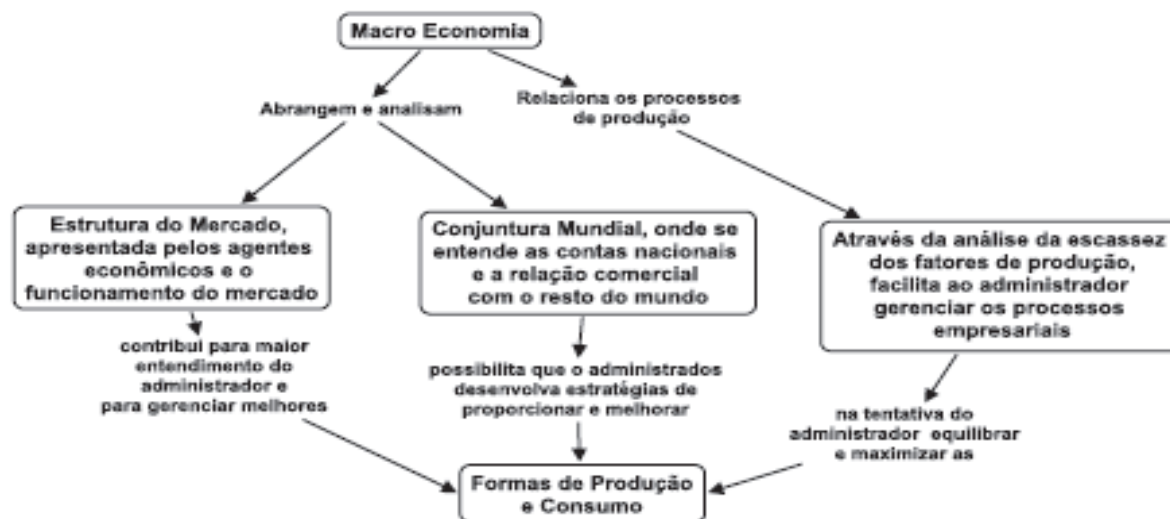 Macro Economia
Abrangem e analisam
Relaciona os processos
de produção
Estrutura do Mercado,
apresentada pelos agentes
econômicos e o
funcionamento do mercado
Conjuntura Mundial, onde se
entende as contas nacionais
e a relação comercial
com o resto do mundo
Através da análise da escassez
dos fatores de produção,
facilita ao administrador
gerenciar os processos
empresariais
contribui para maior
entendimento do
administrador e
para gerenciar melhores
possibilita que o administrados
desenvolva estratégias de
proporcionar e melhorar
na tentativa do
administrador equilibrar
e maximizar as
Formas de Produção
e Consumo